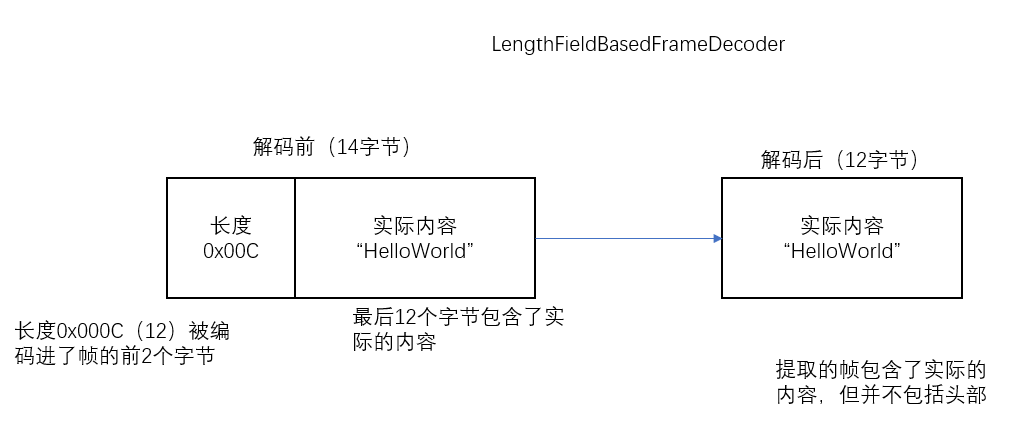 LengthFieldBasedFrameDecoder
解码前（14字节）
解码后（12字节）
长度
0x00C
实际内容
“HelloWorld”
实际内容
“HelloWorld”
长度0x000C（12）被编
码进了帧的前2个字节
最后12个字节包含了实
际的内容
提取的帧包含了实际的
内容，但并不包括头部